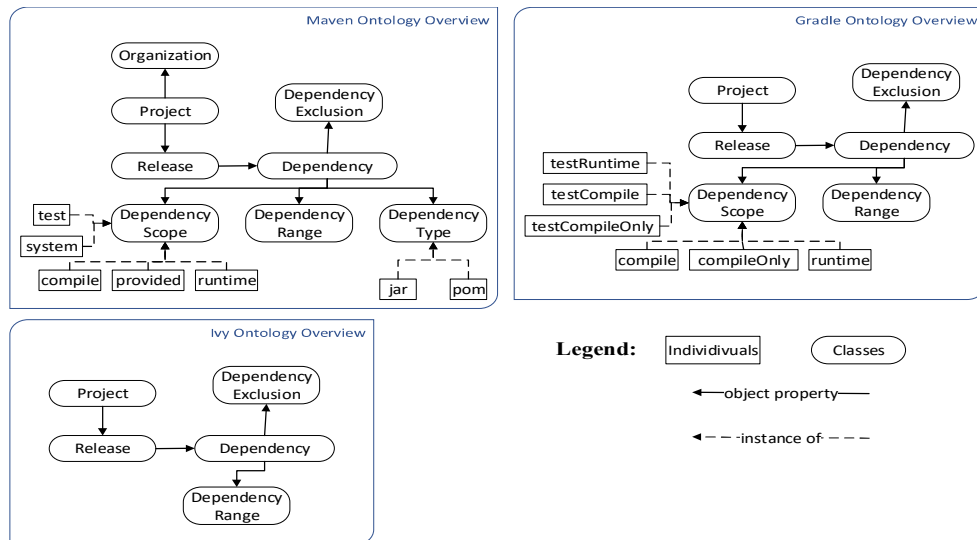 Maven Ontology Overview
Organization
Project
Dependency
Exclusion
Release
Dependency
test
system
Dependency
Scope
Dependency
Range
Dependency
Type
compile
provided
runtime
jar
pom
Gradle Ontology Overview
Project
Dependency
Exclusion
Release
Dependency
testRuntime
testCompile
testCompileOnly
Dependency
Scope
Dependency
Range
compile
compileOnly
runtime
Ivy Ontology Overview
Project
Dependency
Exclusion
Release
Dependency
Dependency
Range
Legend:
Individivuals
Classes
object property
instance of